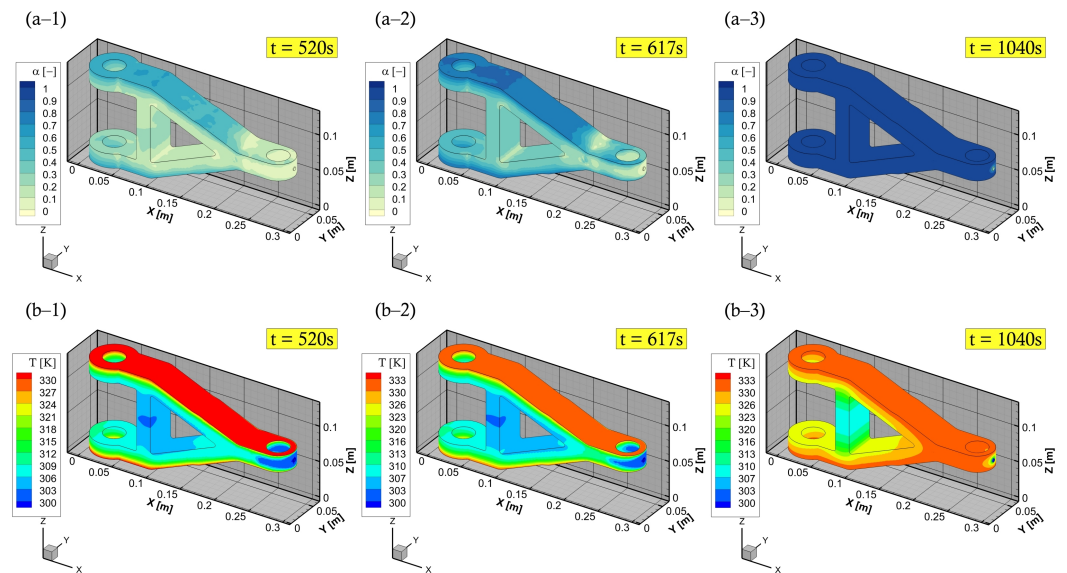 (a–1)
t = 520s
α [–]
1
0.9
0.8
0.7
0.6
0.5
0.4
0.3
0.2
0.1
0
0
0.05
0.1
0.15
0.2
0.25
0.3
X [m]
0
0.05
Y [m]
0
0.05
0.1
Z [m]
Z
Y
X
(a–2)
t = 617s
α [–]
1
0.9
0.8
0.7
0.6
0.5
0.4
0.3
0.2
0.1
0
0
0.05
0.1
0.15
0.2
0.25
0.3
X [m]
0
0.05
Y [m]
0
0.05
0.1
Z [m]
Z
Y
X
(a–3)
t = 1040s
α [–]
1
0.9
0.8
0.7
0.6
0.5
0.4
0.3
0.2
0.1
0
0
0.05
0.1
0.15
0.2
0.25
0.3
X [m]
0
0.05
Y [m]
0
0.05
0.1
Z [m]
Z
Y
X
(b–1)
t = 520s
T [K]
330
327
324
321
318
315
312
309
306
303
300
0
0.05
0.1
0.15
0.2
0.25
0.3
X [m]
0
0.05
Y [m]
0
0.05
0.1
Z [m]
Z
Y
X
(b–2)
t = 617s
T [K]
333
330
326
323
320
316
313
310
307
303
300
0
0.05
0.1
0.15
0.2
0.25
0.3
X [m]
0
0.05
Y [m]
0
0.05
0.1
Z [m]
Z
Y
X
(b–3)
t = 1040s
T [K]
333
330
326
323
320
316
313
310
307
303
300
0
0.05
0.1
0.15
0.2
0.25
0.3
X [m]
0
0.05
Y [m]
0
0.05
0.1
Z [m]
Z
Y
X